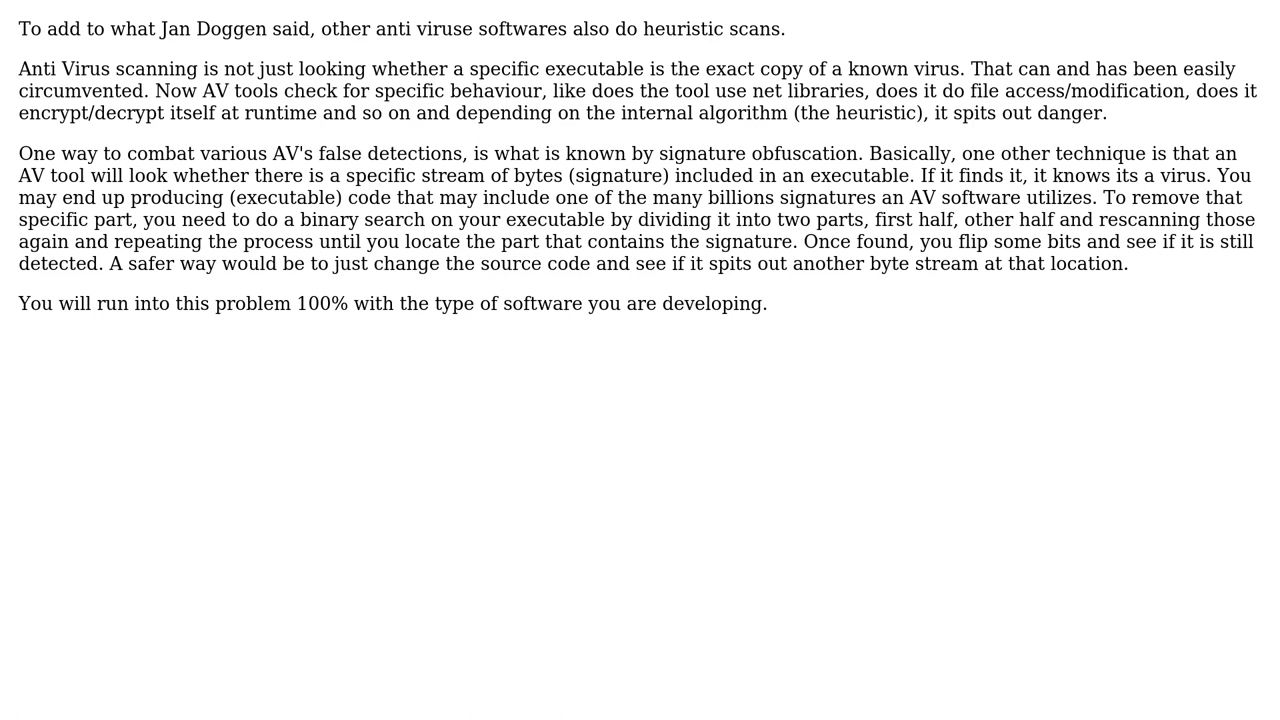 To add to what Jan Doggen said, other anti viruse softwares also do heuristic scans.
Anti Virus scanning is not just looking whether a specific executable is the exact copy of a known virus. That can and has been easily
circumvented. Now AV tools check for specific behaviour, like does the tool use net libraries, does it do file access/modification, does it
encrypt/decrypt itself at runtime and so on and depending on the internal algorithm (the heuristic), it spits out danger.
One way to combat various AV's false detections, is what is known by signature obfuscation. Basically, one other technique is that an
AV tool will look whether there is a specific stream of bytes (signature) included in an executable. If it finds it, it knows its a virus. You
may end up producing (executable) code that may include one of the many billions signatures an AV software utilizes. To remove that
specific part, you need to do a binary search on your executable by dividing it into two parts, first half, other half and rescanning those
again and repeating the process until you locate the part that contains the signature. Once found, you flip some bits and see if it is still
detected. A safer way would be to just change the source code and see if it spits out another byte stream at that location.
You will run into this problem 100% with the type of software you are developing.